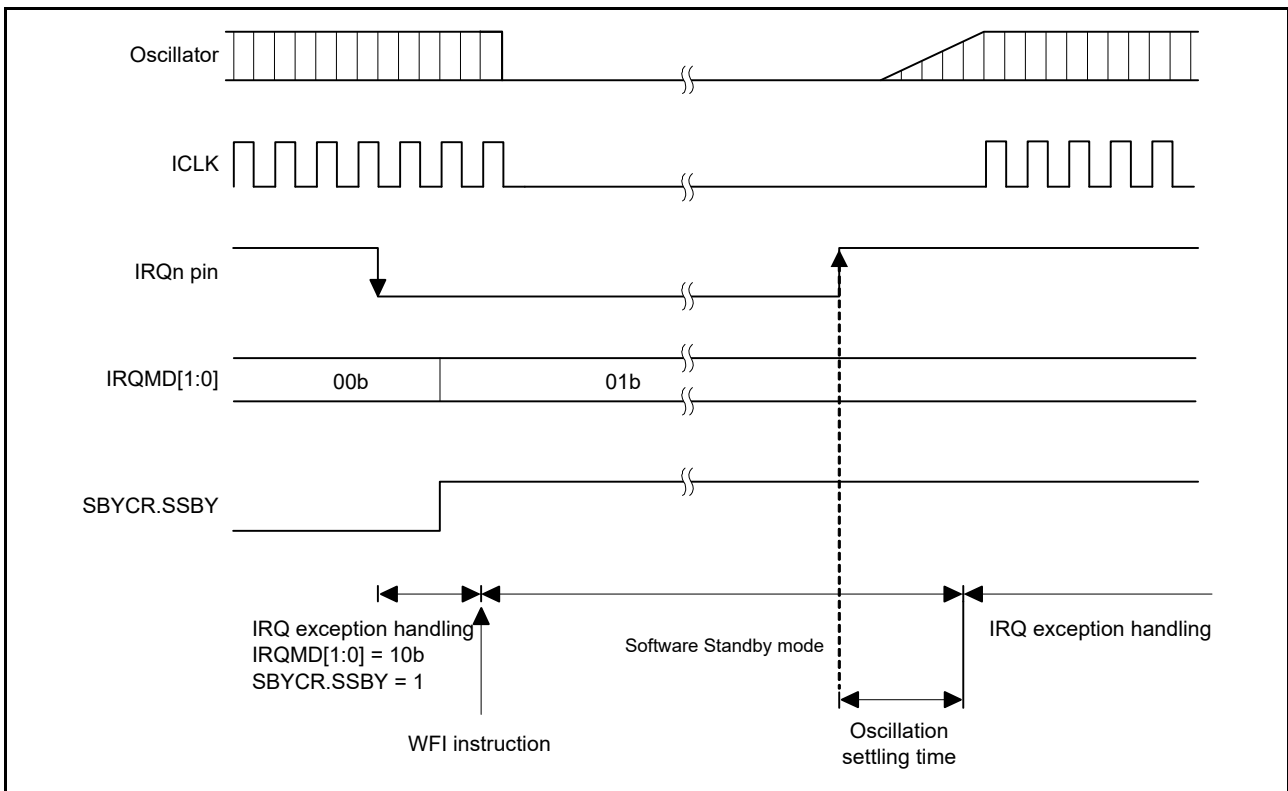 Oscillator
ICLK
IRQn pin
IRQMD[1:0]
00b
01b
SBYCR.SSBY
IRQ exception handling
IRQMD[1:0] = 10b
SBYCR.SSBY = 1
Software Standby mode
IRQ exception handling
WFI instruction
Oscillation
settling time